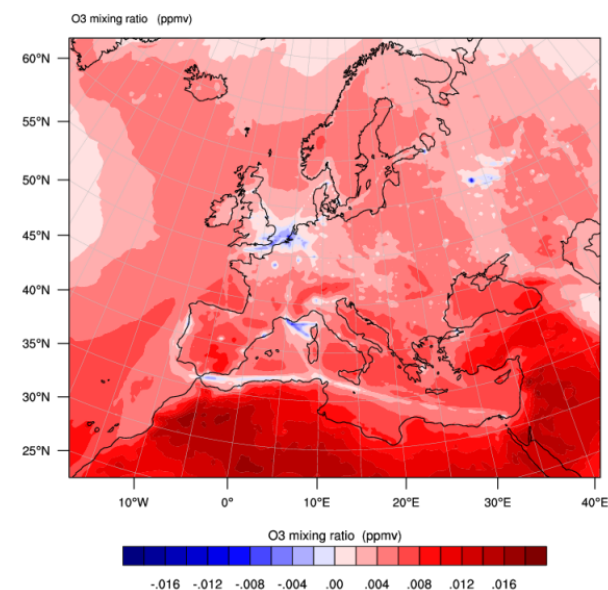 O3 mixing ratio (ppmv)
60°N
55°N
50°N
45°N
40°N
35°N
30°N
25°N
10°W 0° 10°E 20°E 30°E 40°E
O3 mixing ratio (ppmv)
-.016 -.012 -.008 -.004 .00 .004 .008 .012 .016